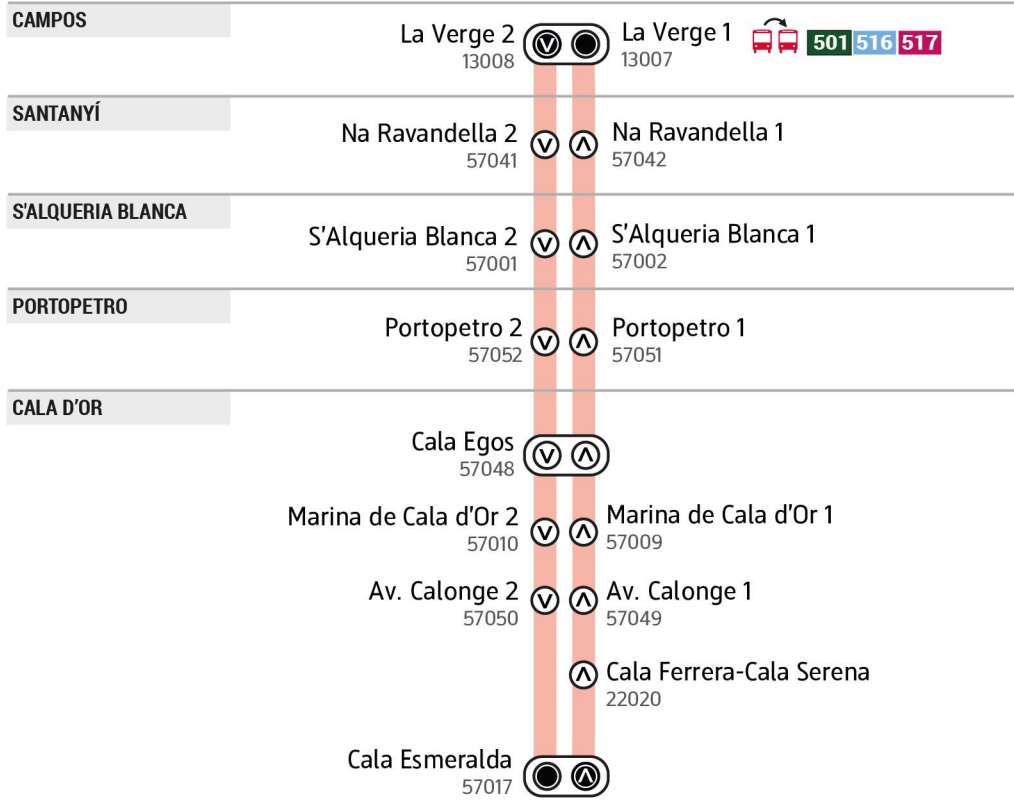 CAMPOS
La Verge 2
13008
La Verge 1
13007
501 516 517
SANTANYÍ
Na Ravandella 2
57041
Na Ravandella 1
57042
S'ALQUERIA BLANCA
S'Alqueria Blanca 2
57001
S'Alqueria Blanca 1
57002
PORTOPETRO
Portopetro 2
57052
Portopetro 1
57051
CALA D'OR
Cala Egos
57048
Marina de Cala d'Or 2
57010
Marina de Cala d'Or 1
57009
Av. Calonge 2
57050
Av. Calonge 1
57049
Cala Ferrera-Cala Serena
22020
Cala Esmeralda
57017